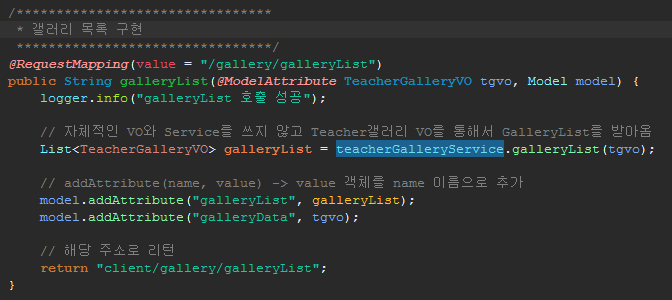 /********************************
 * 갤러리 목록 구현
 ********************************/
@RequestMapping(value = "/gallery/galleryList")
public String galleryList(@ModelAttribute TeacherGalleryVO tgvo, Model model) {
    logger.info("galleryList 호출 성공");
    // 자체적인 VO와 Service를 쓰지 않고 Teacher갤러리 VO를 통해서 GalleryList를 받아옴
    List<TeacherGalleryVO> galleryList = teacherGalleryService.galleryList(tgvo);
    // addAttribute(name, value) -> value 객체를 name 이름으로 추가
    model.addAttribute("galleryList", galleryList);
    model.addAttribute("galleryData", tgvo);
    // 해당 주소로 리턴
    return "client/gallery/galleryList";
}